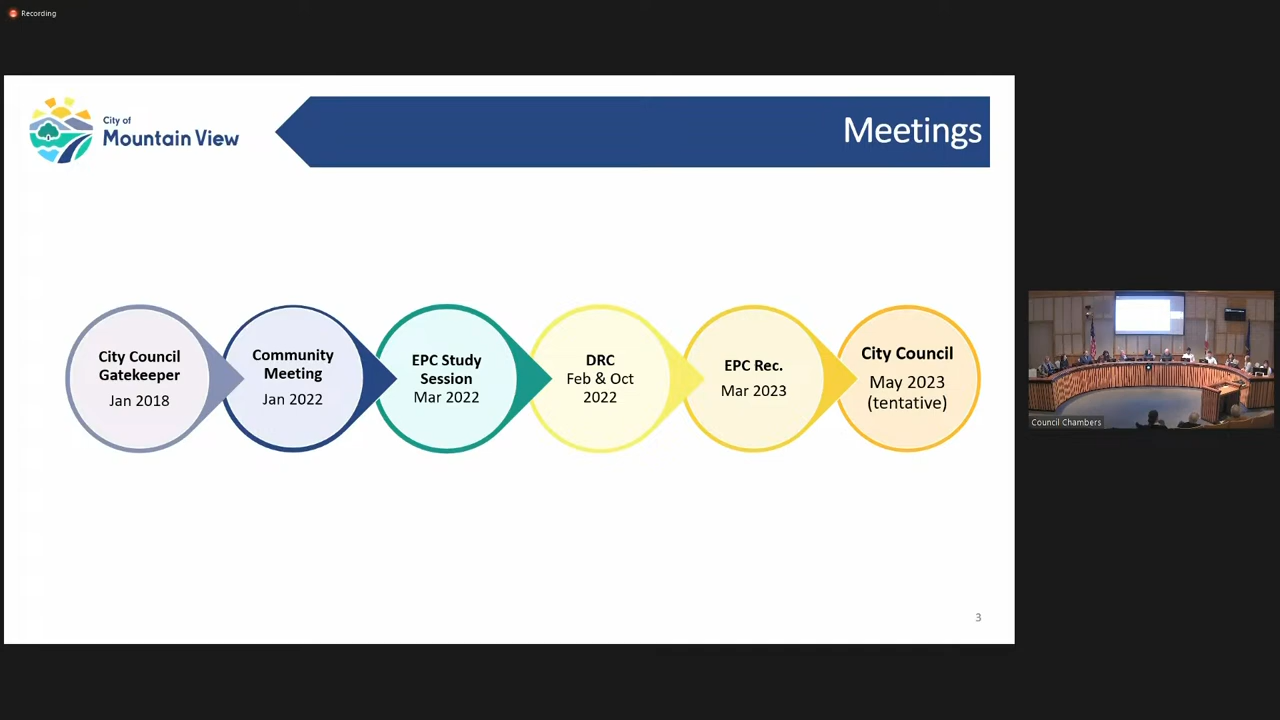 Recording
City of
Mountain View
Meetings
City Council
Gatekeeper
Jan 2018
Community
Meeting
Jan 2022
EPC Study
Session
Mar 2022
DRC
Feb & Oct
2022
EPC Rec.
Mar 2023
City Council
May 2023
(tentative)
3
Council Chambers